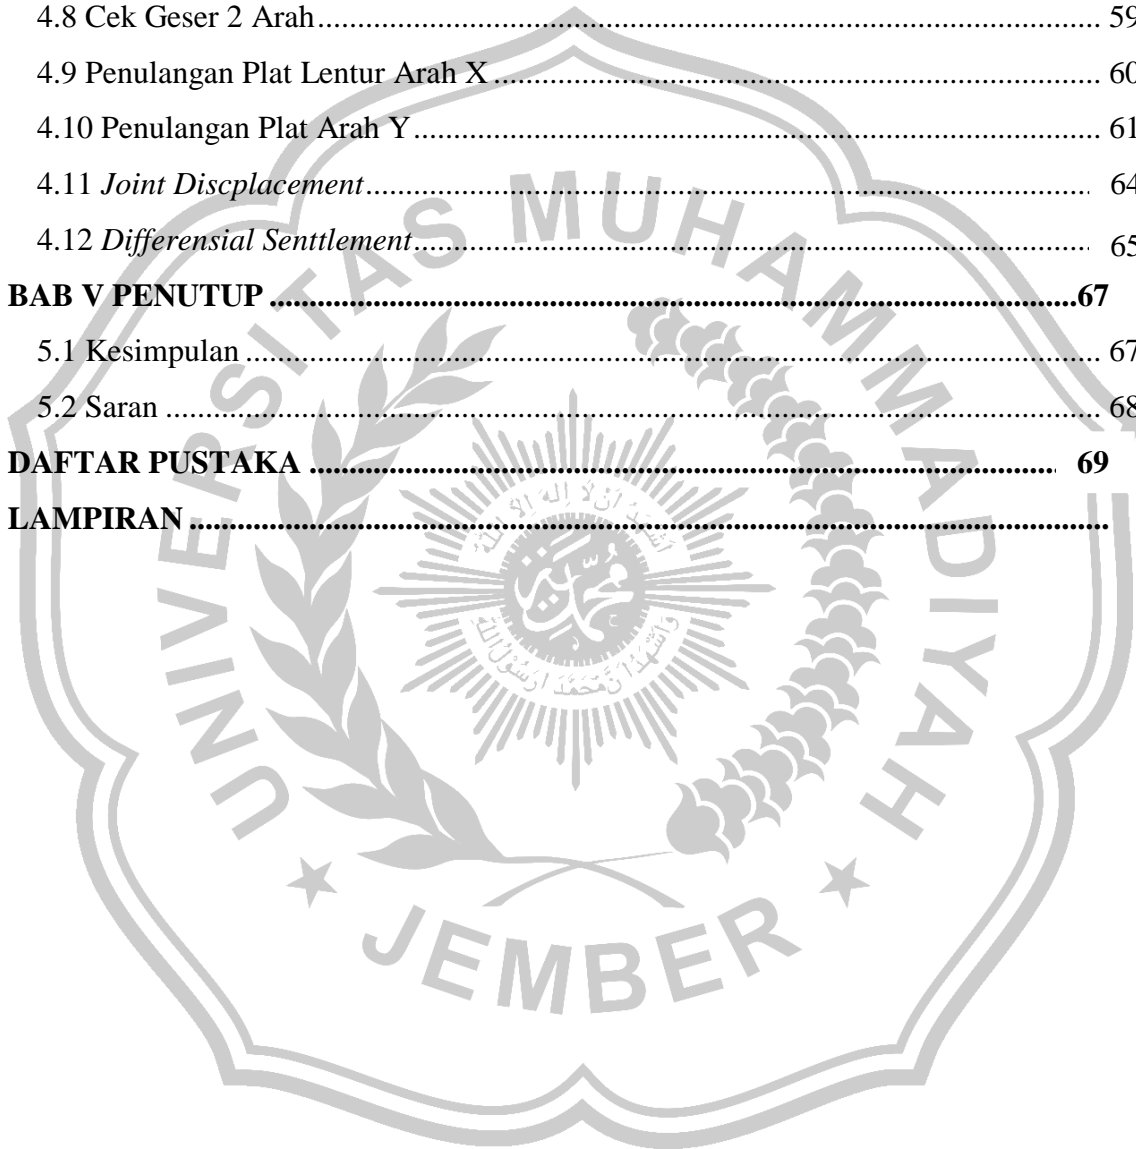 4.8 Cek Geser 2 Arah........................................................................................................ 59
4.9 Penulangan Plat Lentur Arah X................................................................................. 60
4.10 Penulangan Plat Arah Y........................................................................................... 61
4.11 Joint Discplacement................................................................................................. 64
4.12 Differensial Senttlement........................................................................................... 65
BAB V PENUTUP ..........................................................................................................67
5.1 Kesimpulan ................................................................................................................ 67
5.2 Saran .......................................................................................................................... 68
DAFTAR PUSTAKA ................................................................................................... 69
LAMPIRAN ....................................................................................................................
UNIVERSITAS MUHAMMADIYAH
JEMBER